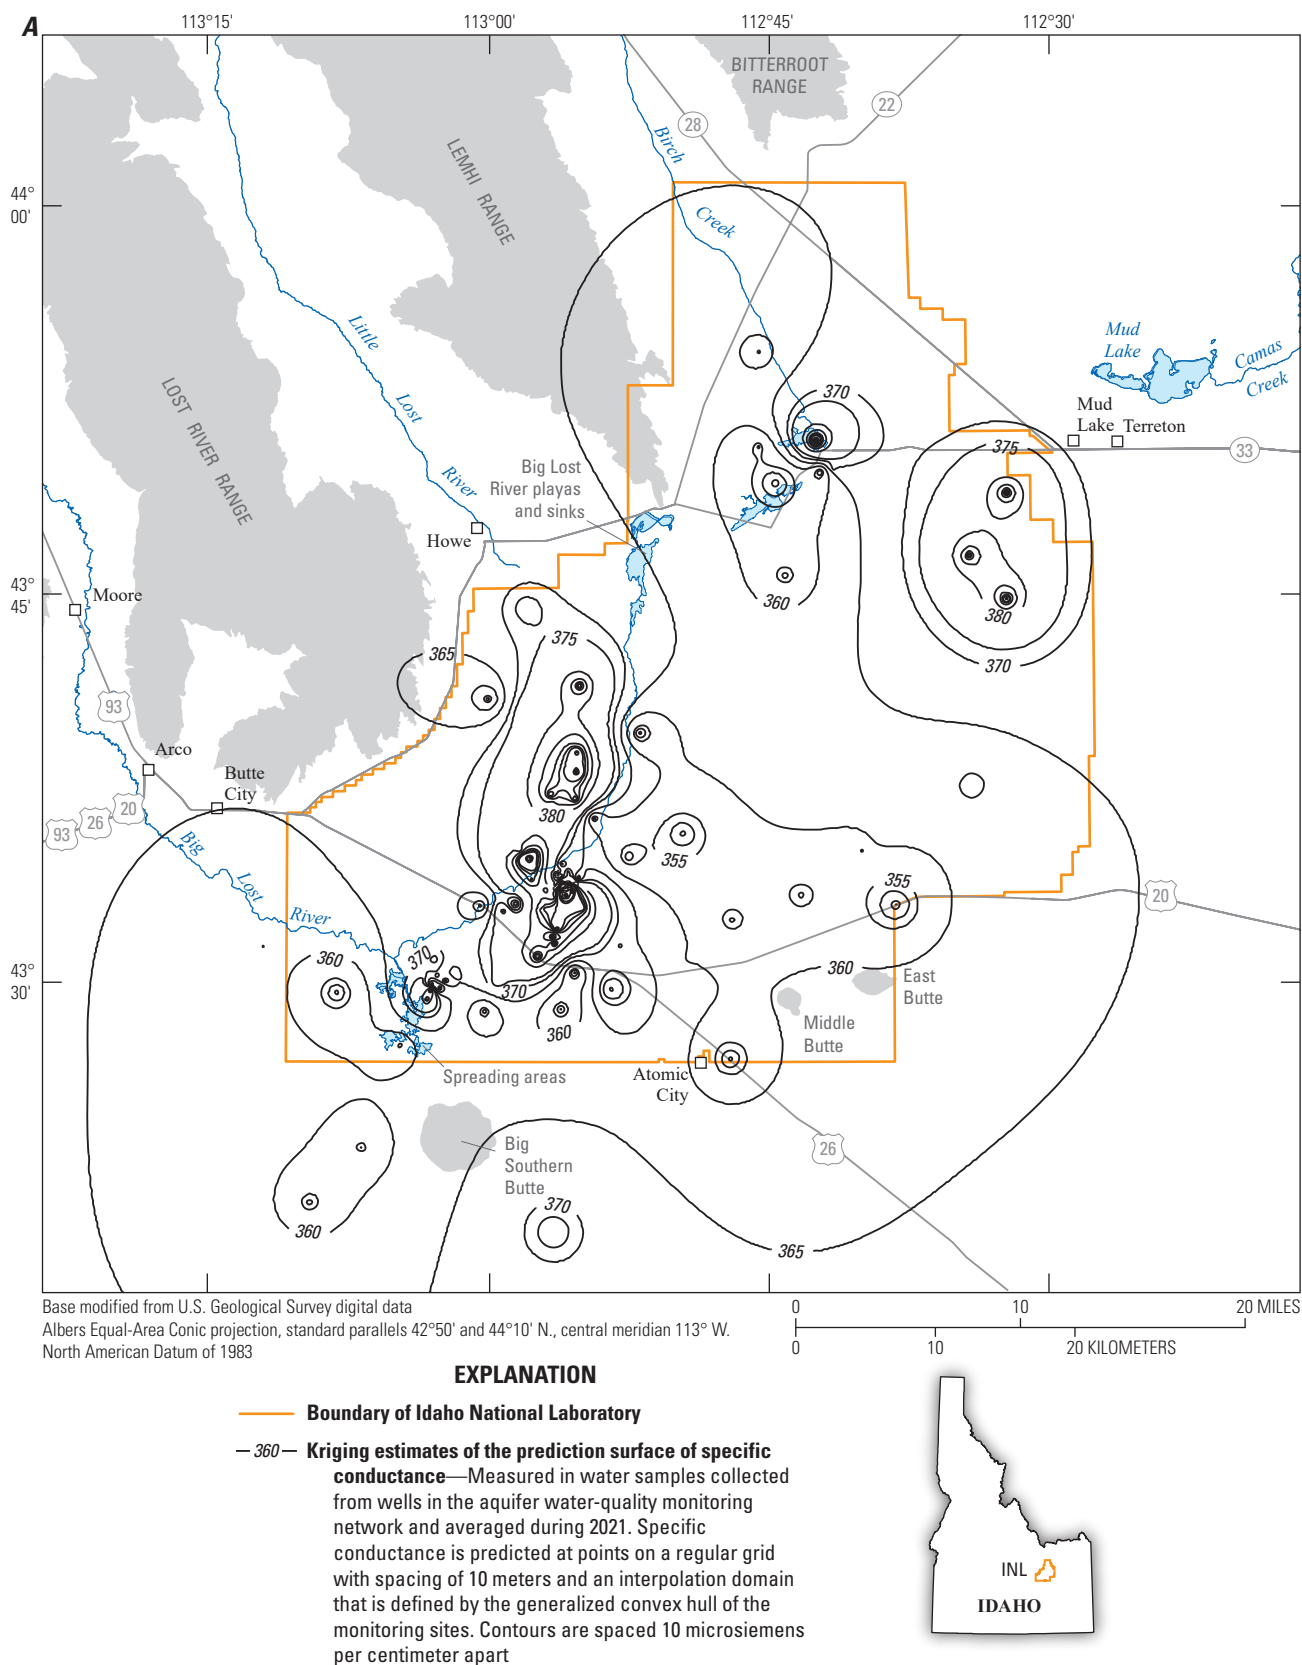 A
113°15'
113°00'
112°45'
112°30'
BITTERROOT
RANGE
22
28
Birch
LEMHI RANGE
44°
00'
Creek
Little
Mud
Lake
Camas
Creek
LOST RIVER RANGE
Lost
370
Mud
Lake
Terreton
375
33
Big Lost
River playas
and sinks
River
Howe
43°
45'
Moore
360
380
375
365
370
93
Arco
Butte
City
20
26
93
380
Big
355
355
Lost
20
River
360
370
43°
30'
360
East
Butte
370
Middle
Butte
360
Spreading areas
Atomic
City
Big
Southern
Butte
26
370
360
365
Base modified from U.S. Geological Survey digital data
Albers Equal-Area Conic projection, standard parallels 42°50' and 44°10' N., central meridian 113° W.
North American Datum of 1983
0
10
20 MILES
0
10
20 KILOMETERS
EXPLANATION
Boundary of Idaho National Laboratory
360
Kriging estimates of the prediction surface of specific
conductance—Measured in water samples collected
from wells in the aquifer water-quality monitoring
network and averaged during 2021. Specific
conductance is predicted at points on a regular grid
with spacing of 10 meters and an interpolation domain
that is defined by the generalized convex hull of the
monitoring sites. Contours are spaced 10 microsiemens
per centimeter apart
INL
IDAHO